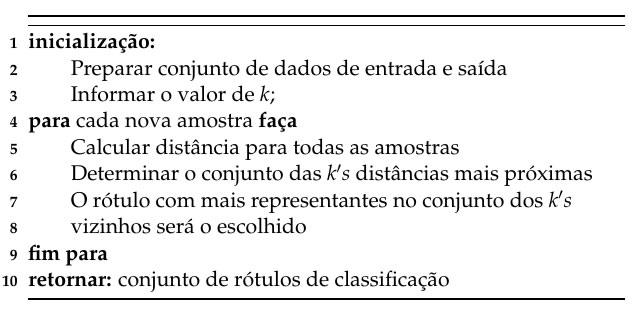 1 inicialização:
2 Preparar conjunto de dados de entrada e saída
3 Informar o valor de k;
4 para cada nova amostra faça
5 Calcular distância para todas as amostras
6 Determinar o conjunto das k's distâncias mais próximas
7 O rótulo com mais representantes no conjunto dos k's
8 vizinhos será o escolhido
9 fim para
10 retornar: conjunto de rótulos de classificação